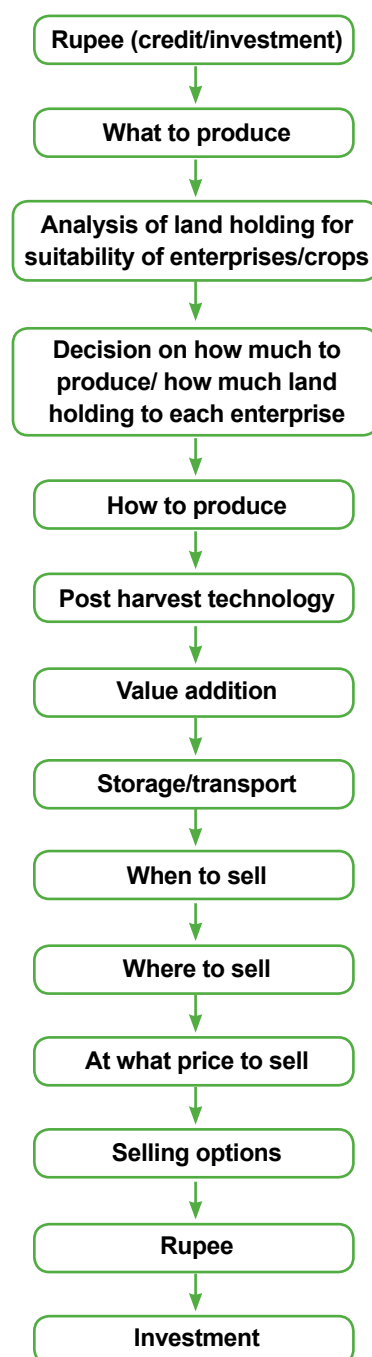 Rupee (credit/investment)
What to produce
Analysis of land holding for
suitability of enterprises/crops
Decision on how much to
produce/ how much land
holding to each enterprise
How to produce
Post harvest technology
Value addition
Storage/transport
When to sell
Where to sell
At what price to sell
Selling options
Rupee
Investment